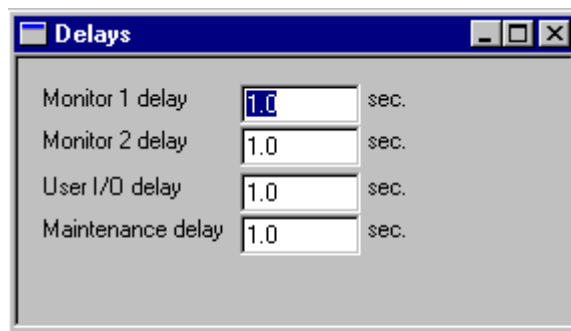 Delays
Monitor 1 delay 1.0 sec.
Monitor 2 delay 1.0 sec.
User I/O delay 1.0 sec.
Maintenance delay 1.0 sec.